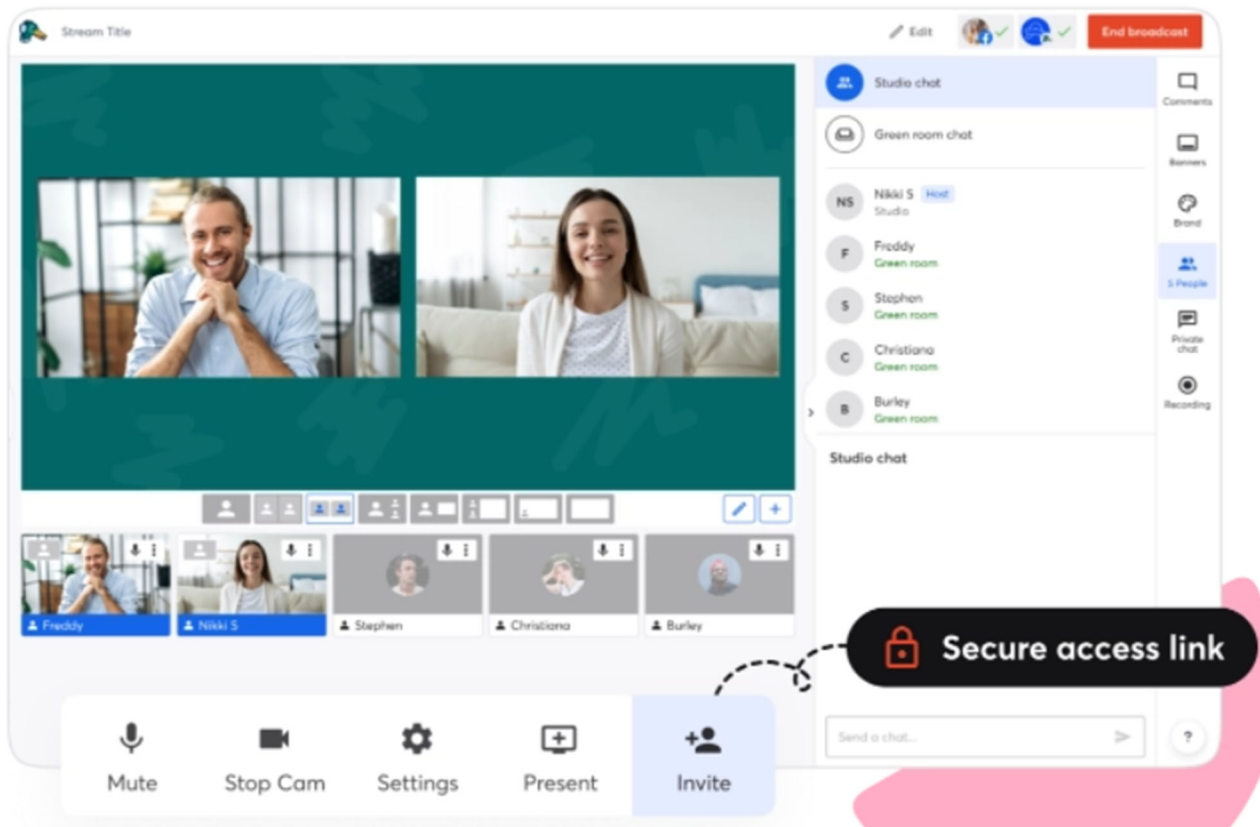 Stream Title
Edit
End broadcast
Studio chat
Green room chat
NS
Nikki S Host
Studio
F
Freddy
Green room
S
Stephen
Green room
C
Christiana
Green room
B
Burley
Green room
Studio chat
Comments
Banners
Brand
5 People
Private
chat
Recording
Freddy
Nikki S
Stephen
Christiana
Burley
Secure access link
Send a chat...
?
Mute
Stop Cam
Settings
Present
Invite